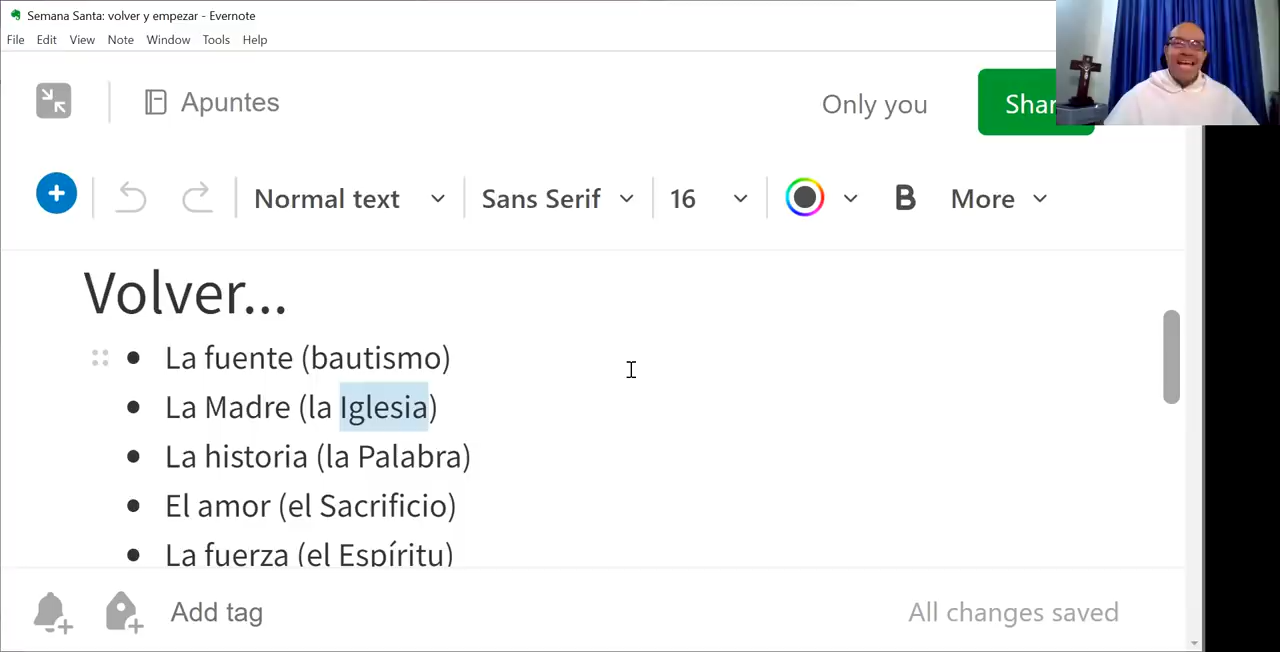 Semana Santa: volver y empezar - Evernote
File Edit View Note Window Tools Help
Apuntes
Only you
Shar
Normal text
Sans Serif
16
B
More
Volver...
La fuente (bautismo)
La Madre (la Iglesia)
La historia (la Palabra)
El amor (el Sacrificio)
La fuerza (el Espíritu)
Add tag
All changes saved